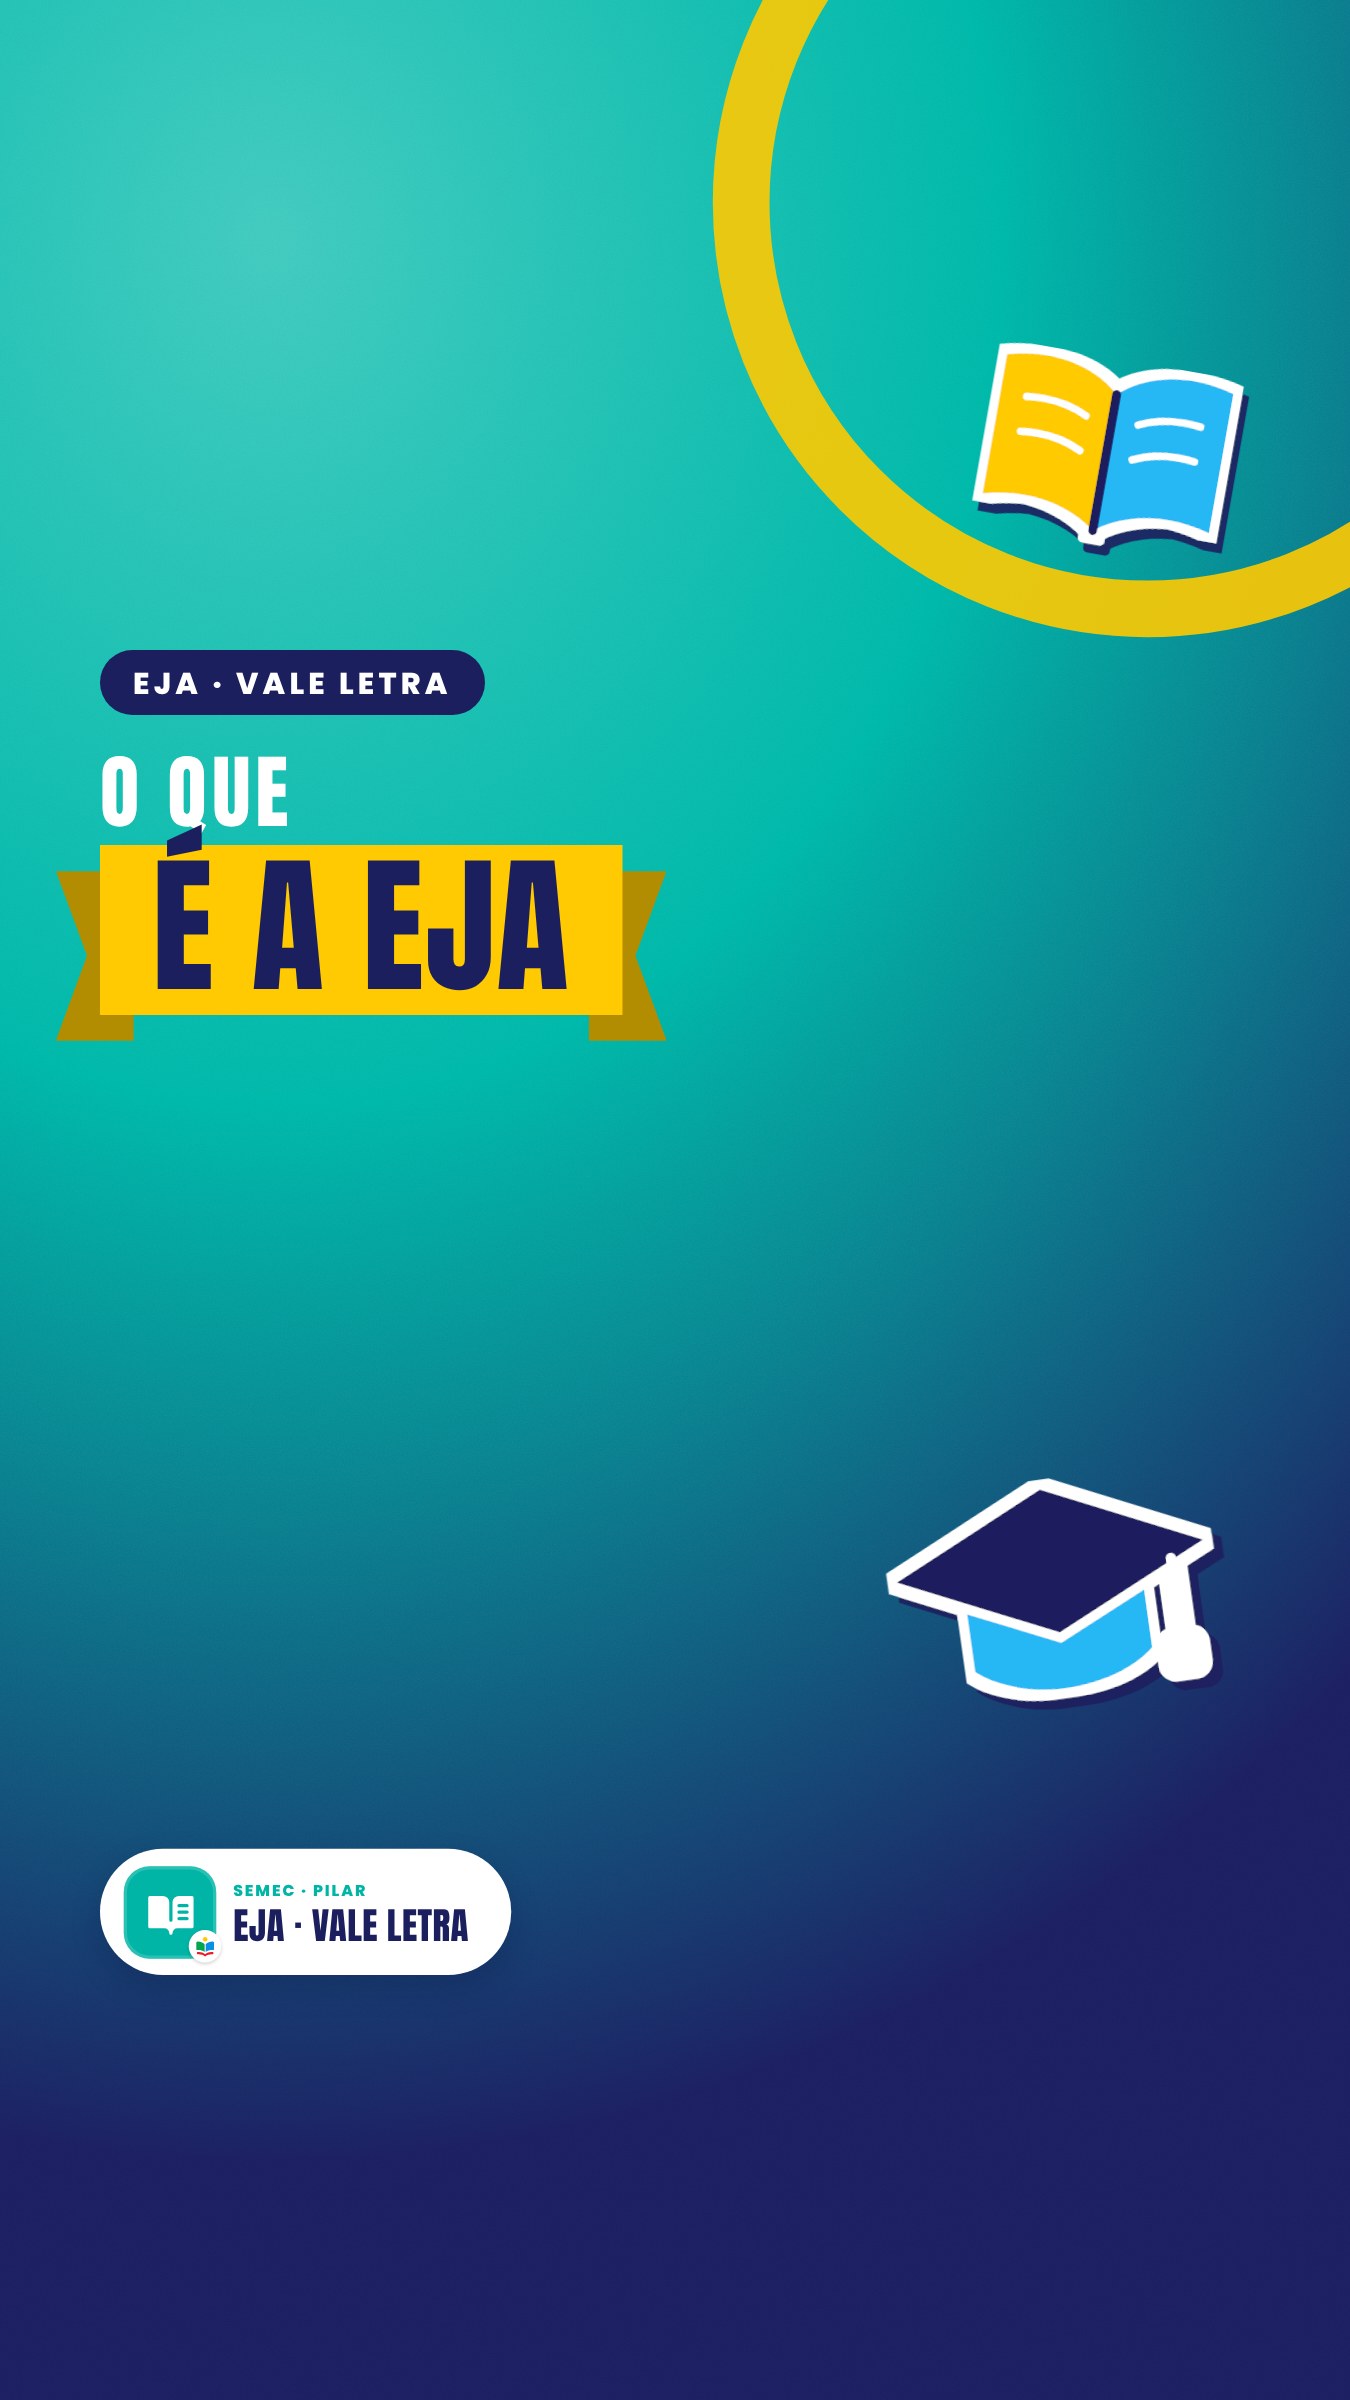 EJA · VALE LETRA
O QUE
É A EJA
SEMEC · PILAR
EJA · VALE LETRA